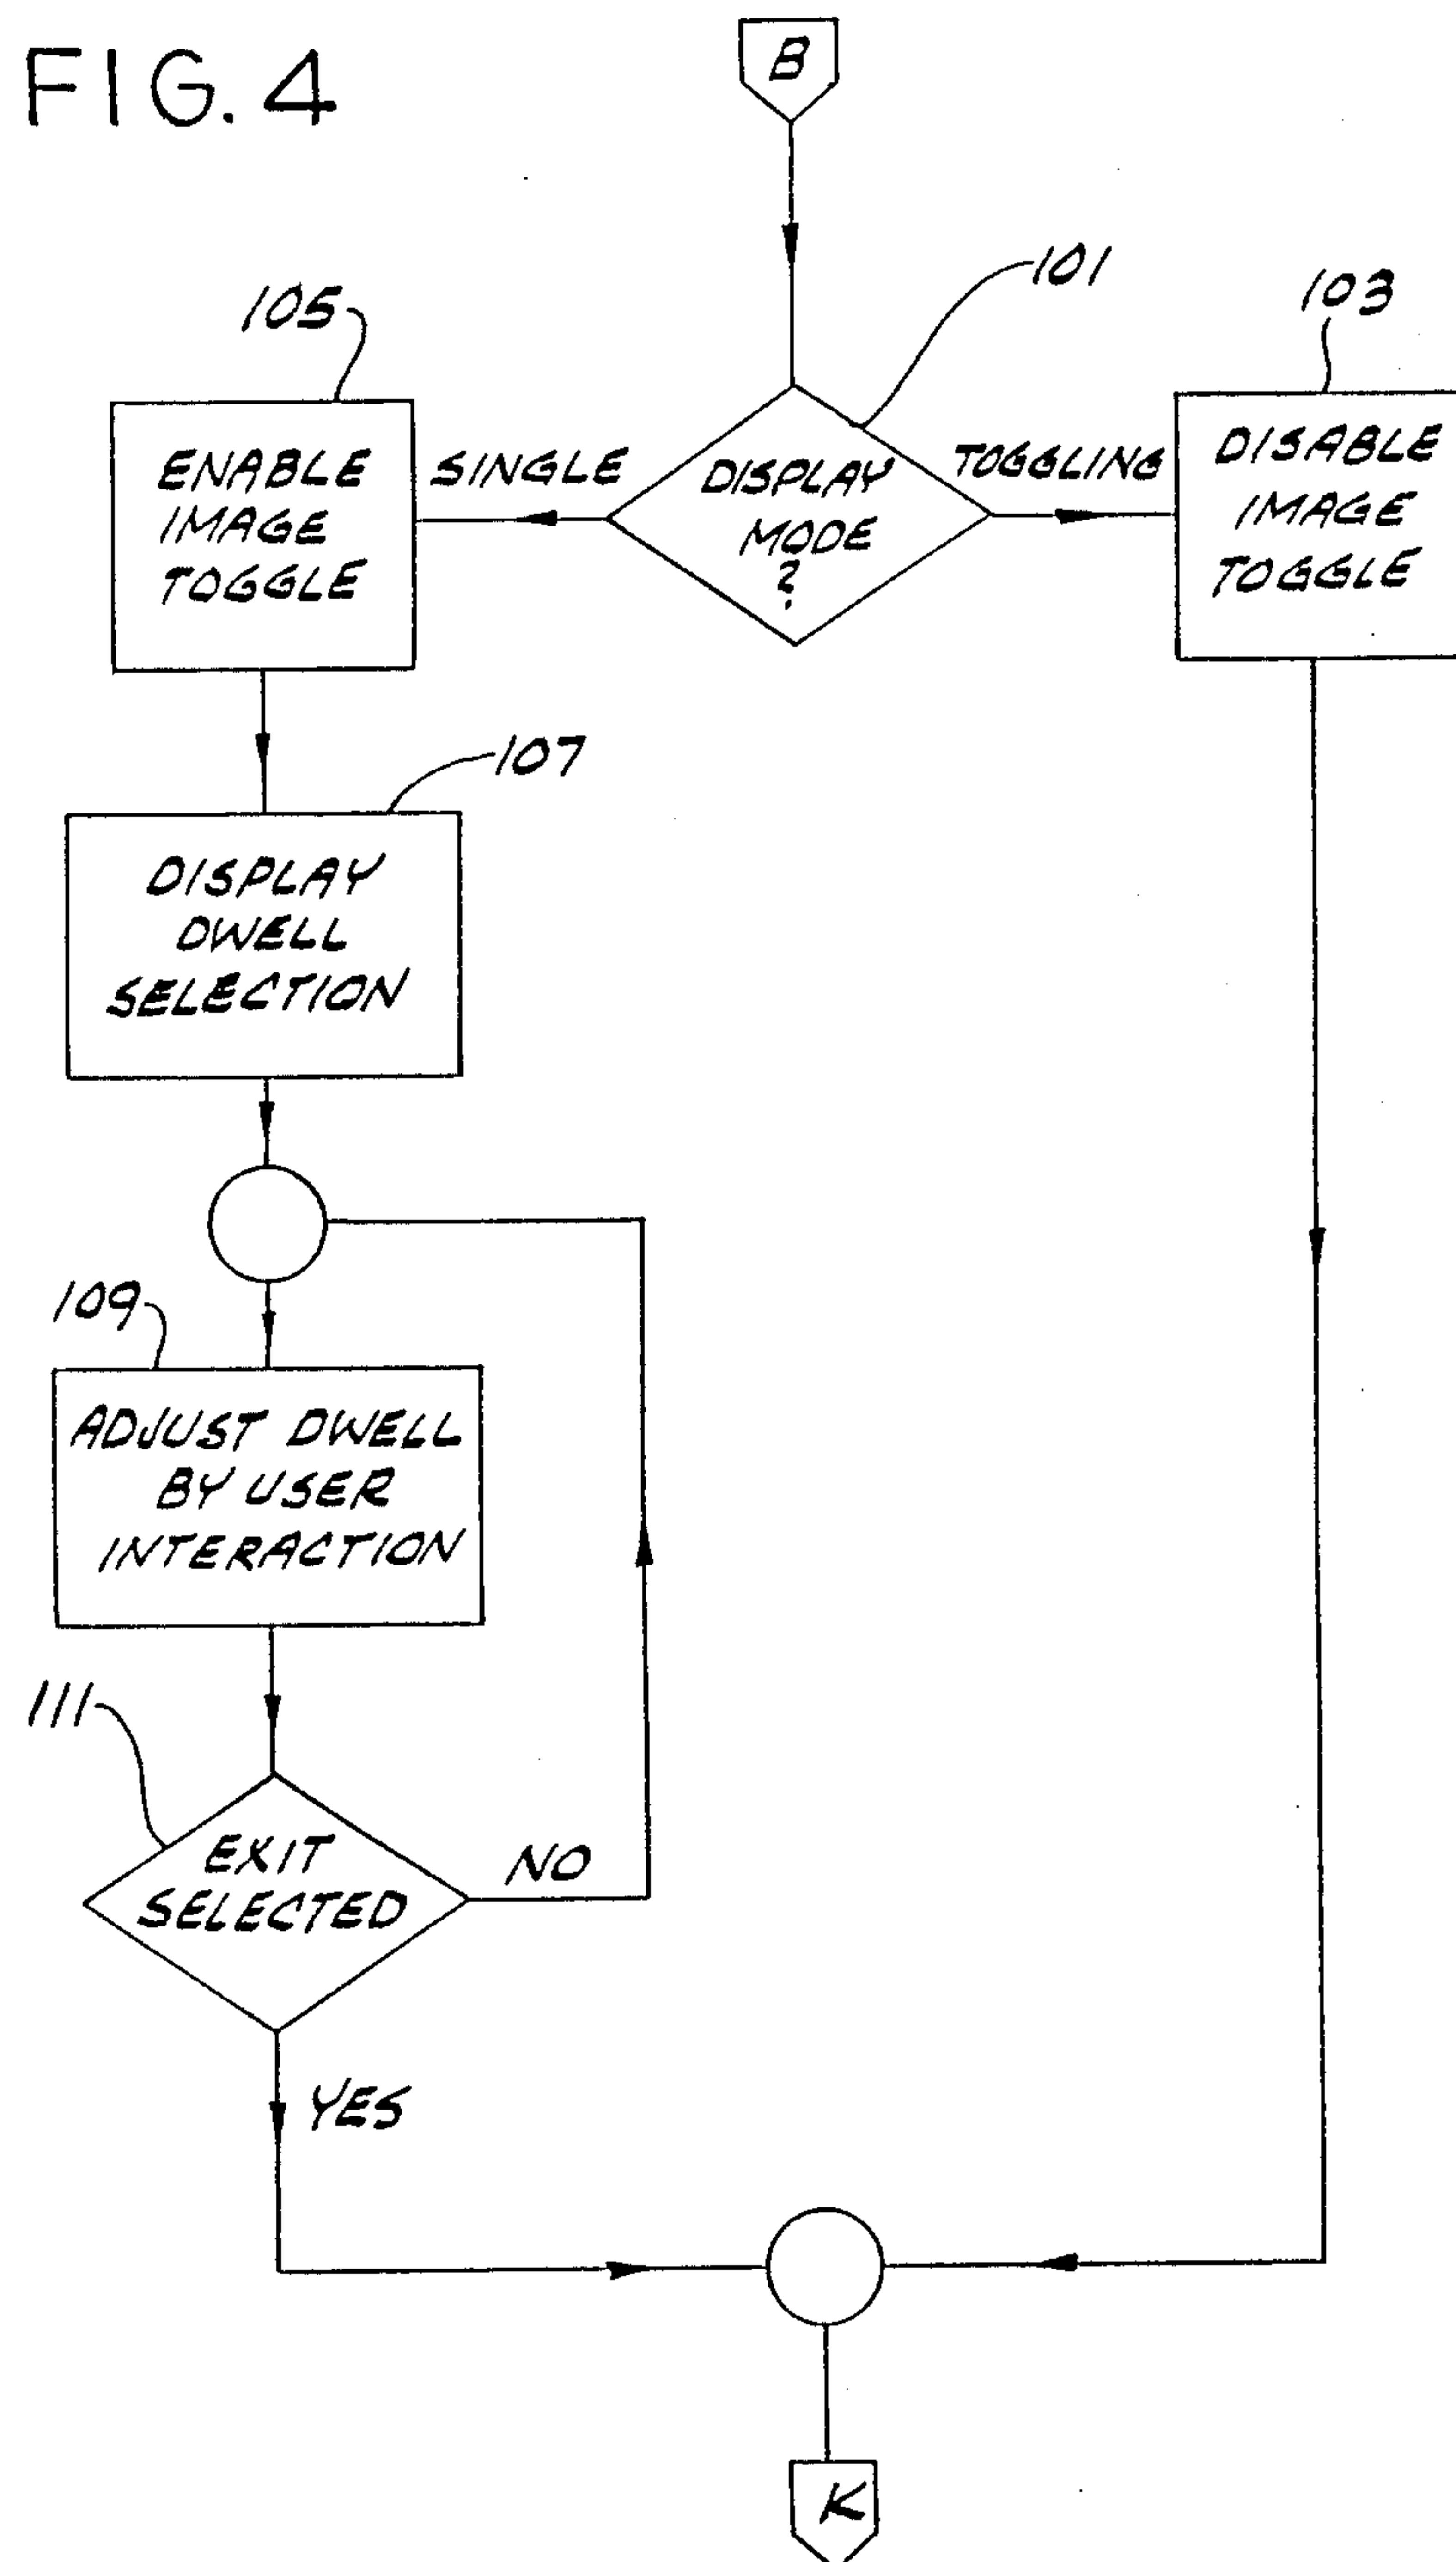 FIG. 4
B
101
103
105
ENABLE
IMAGE
TOGGLE
SINGLE
DISPLAY
MODE
?
TOGGLING
DISABLE
IMAGE
TOGGLE
107
DISPLAY
DWELL
SELECTION
109
ADJUST DWELL
BY USER
INTERACTION
111
EXIT
SELECTED
NO
YES
K